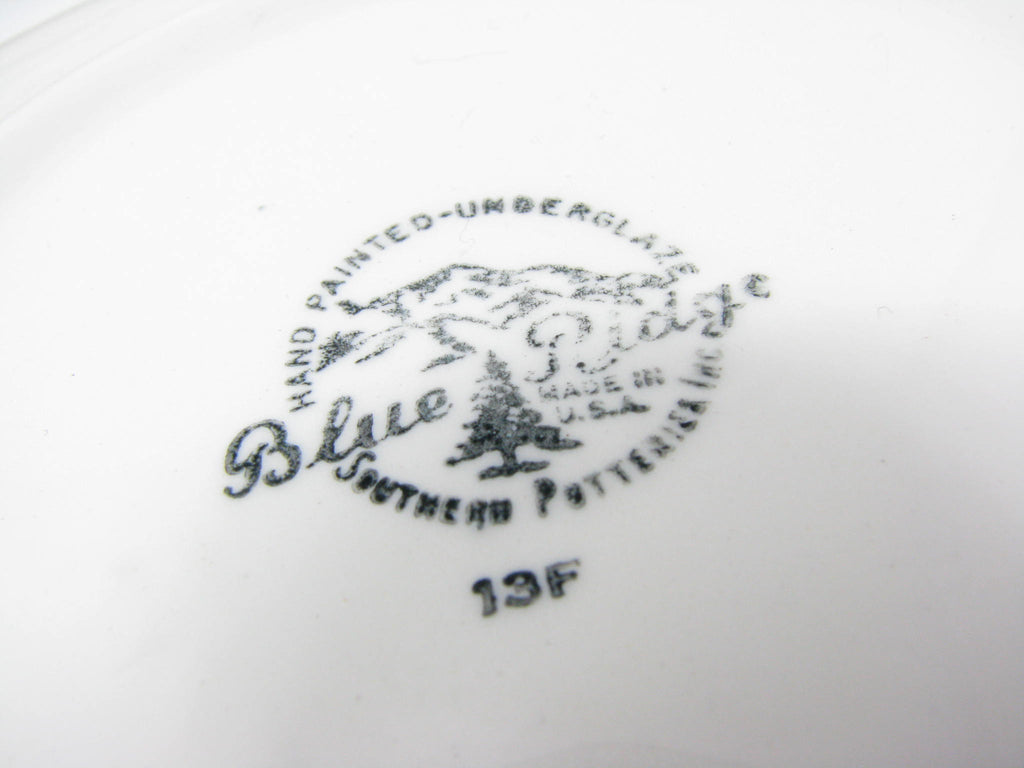 HAND PAINTED-UNDERGLAZE
Blue Ridge
MADE IN
U.S.A
SOUTHERN POTTERIES INC
13F